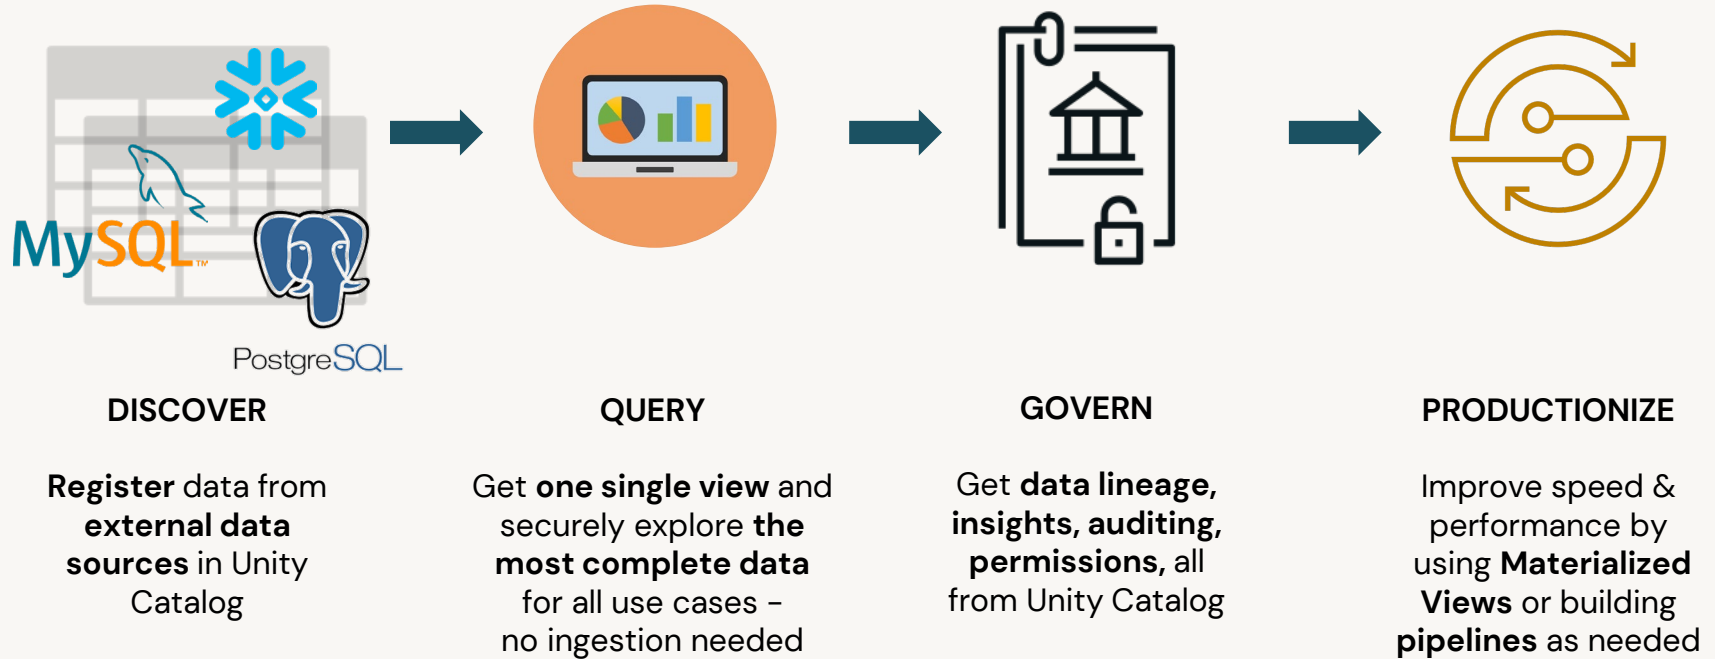 MySQL™
PostgreSQL
DISCOVER
Register data from
external data
sources in Unity
Catalog
QUERY
Get one single view and
securely explore the
most complete data
for all use cases –
no ingestion needed
GOVERN
Get data lineage,
insights, auditing,
permissions, all
from Unity Catalog
PRODUCTIONIZE
Improve speed &
performance by
using Materialized
Views or building
pipelines as needed